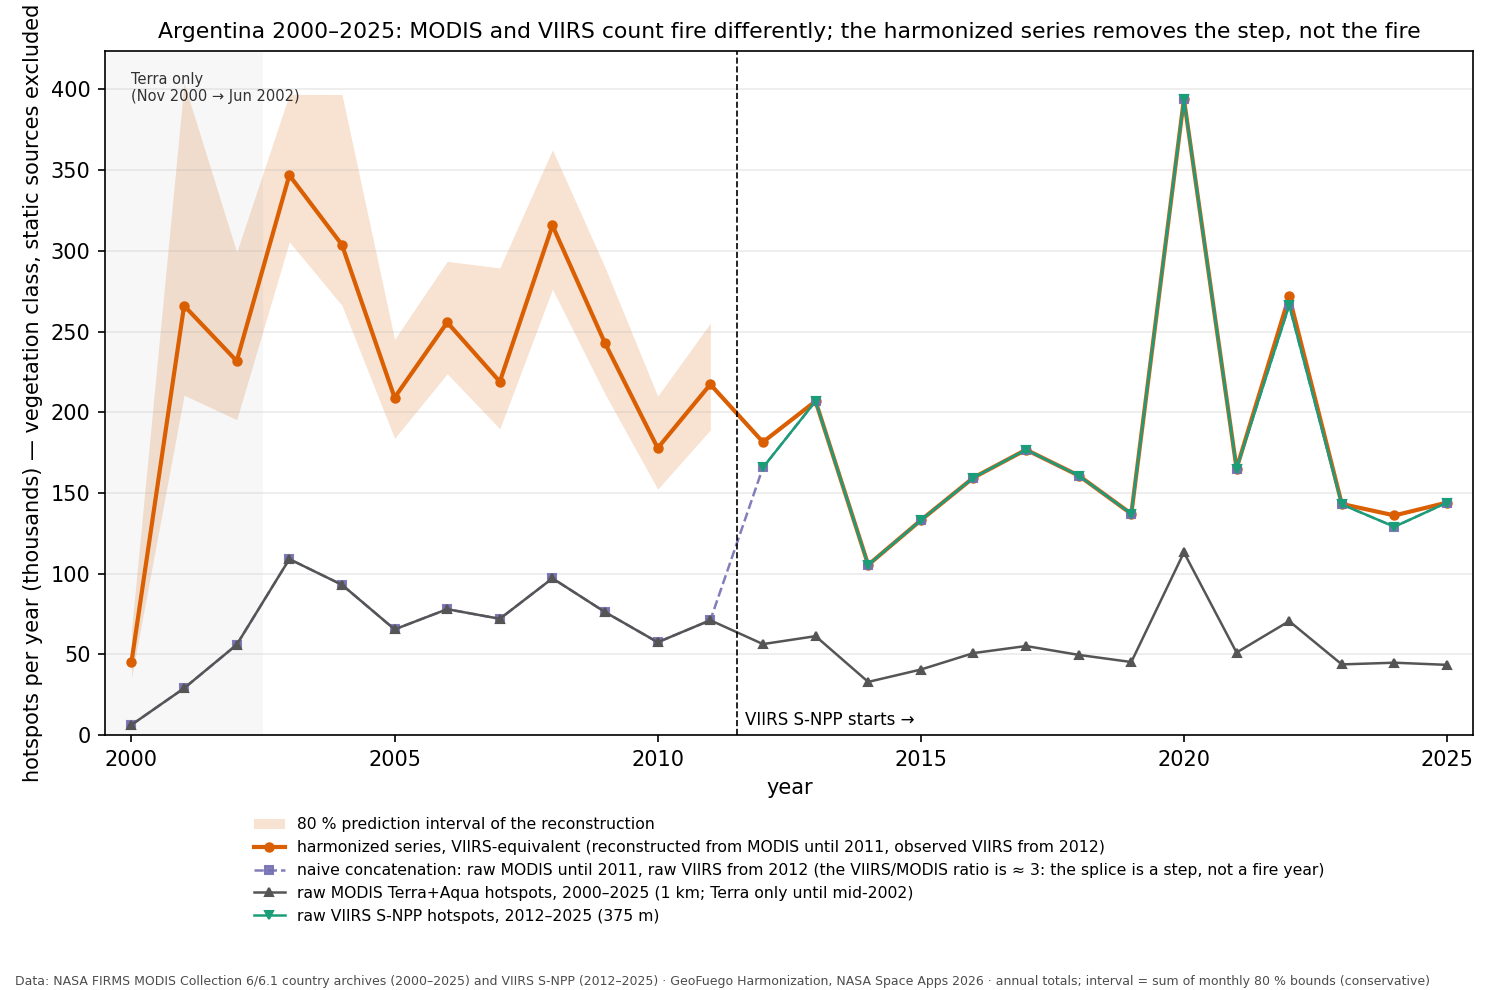 Argentina 2000–2025: MODIS and VIIRS count fire differently; the harmonized series removes the step, not the fire
hotspots per year (thousands) — vegetation class, static sources excluded
Terra only
(Nov 2000 → Jun 2002)
400
350
300
250
200
150
100
50
0
VIIRS S-NPP starts →
2000
2005
2010
2015
2020
2025
year
80 % prediction interval of the reconstruction
harmonized series, VIIRS-equivalent (reconstructed from MODIS until 2011, observed VIIRS from 2012)
naive concatenation: raw MODIS until 2011, raw VIIRS from 2012 (the VIIRS/MODIS ratio is ≈ 3: the splice is a step, not a fire year)
raw MODIS Terra+Aqua hotspots, 2000–2025 (1 km; Terra only until mid-2002)
raw VIIRS S-NPP hotspots, 2012–2025 (375 m)
Data: NASA FIRMS MODIS Collection 6/6.1 country archives (2000–2025) and VIIRS S-NPP (2012–2025) · GeoFuego Harmonization, NASA Space Apps 2026 · annual totals; interval = sum of monthly 80 % bounds (conservative)